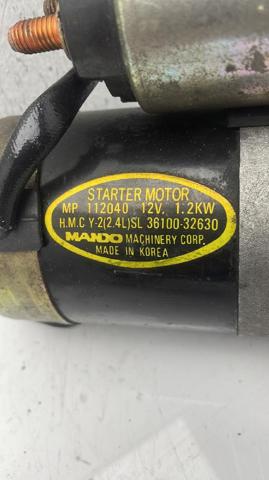 STARTER MOTOR
MP 112040 12V. 1.2KW
H.M.C Y-2(2.4L)SL 36100-32630
MANDO MACHINERY CORP.
MADE IN KOREA